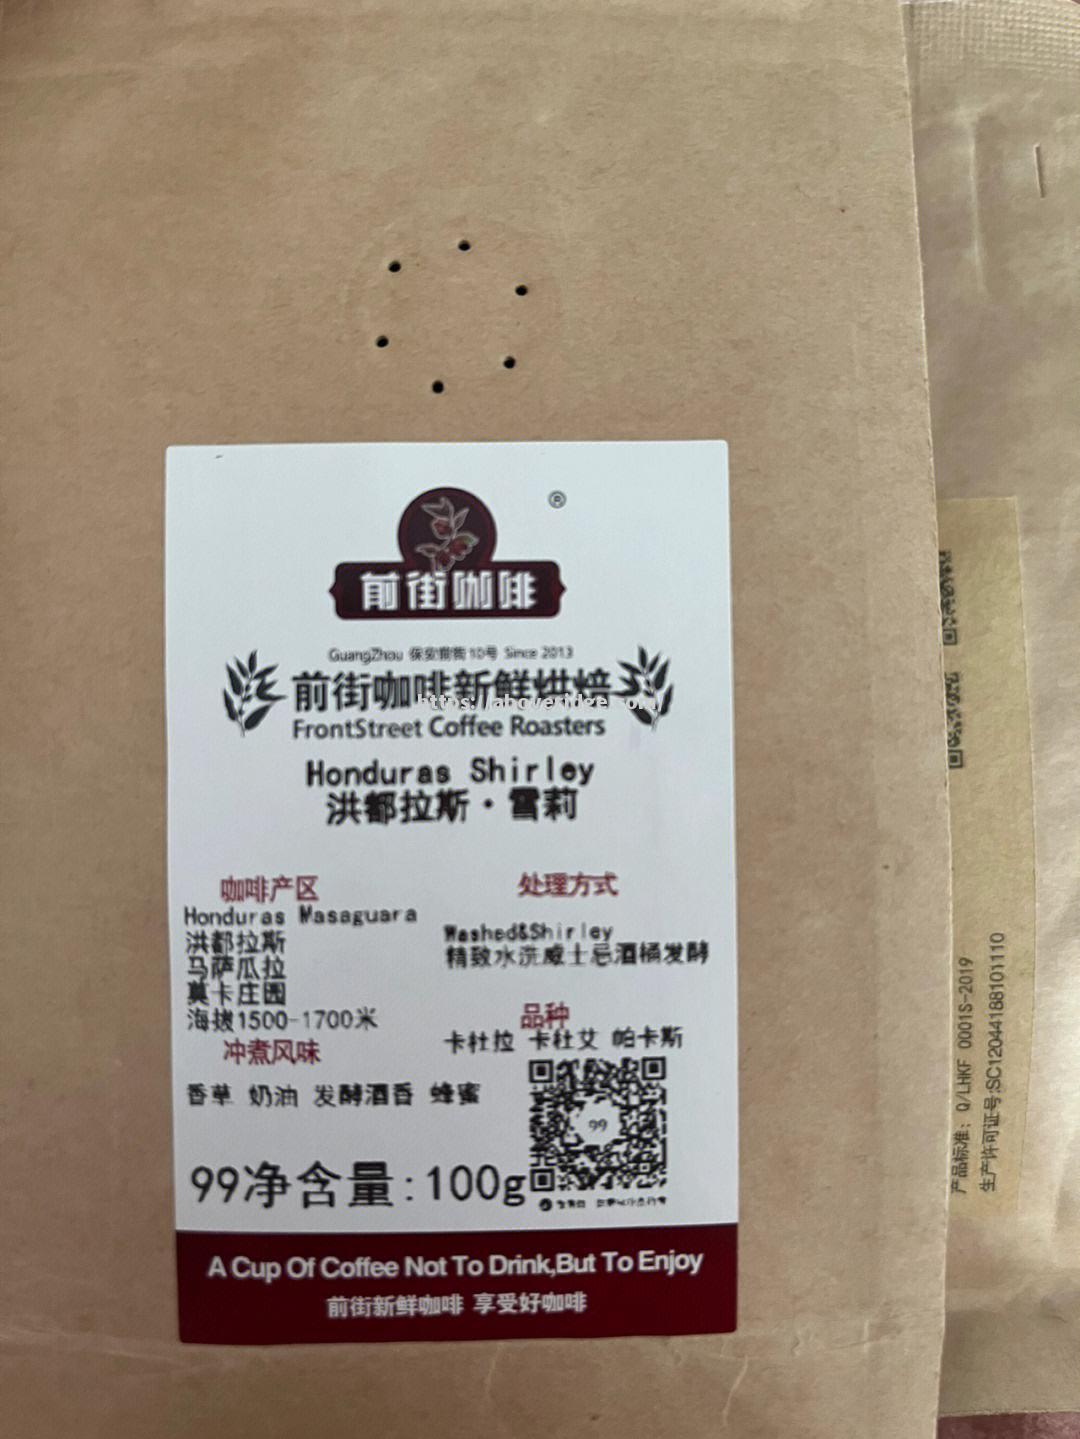 ®
前街咖啡
GuangZhou 保安前街10号 Since 2013
前街咖啡新鲜烘焙
https://aboveridge.com
FrontStreet Coffee Roasters
Honduras Shirley
洪都拉斯·雪莉
咖啡产区
Honduras Masaguara
洪都拉斯
马萨瓜拉
莫卡庄园
海拔1500-1700米
处理方式
Washed&Shirley
精致水洗威士忌酒桶发酵
品种
卡杜拉 卡杜艾 帕卡斯
冲煮风味
香草 奶油 发酵酒香 蜂蜜
99
99净含量:100g
A Cup Of Coffee Not To Drink,But To Enjoy
前街新鲜咖啡 享受好咖啡
产品标准: Q/LHKF 0001S-2019
生产许可证号:SC12044188101110